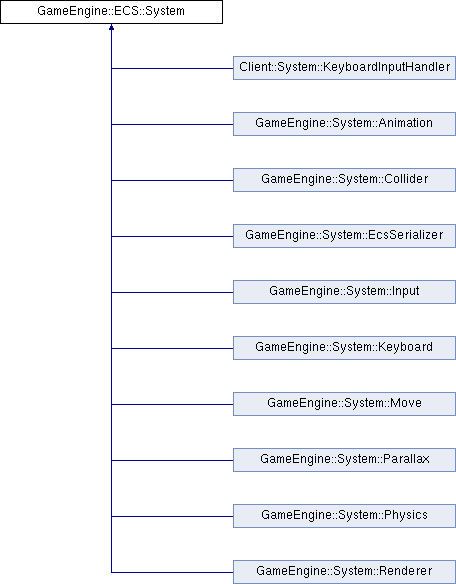 GameEngine::ECS::System
Client::System::KeyboardInputHandler
GameEngine::System::Animation
GameEngine::System::Collider
GameEngine::System::EcsSerializer
GameEngine::System::Input
GameEngine::System::Keyboard
GameEngine::System::Move
GameEngine::System::Parallax
GameEngine::System::Physics
GameEngine::System::Renderer